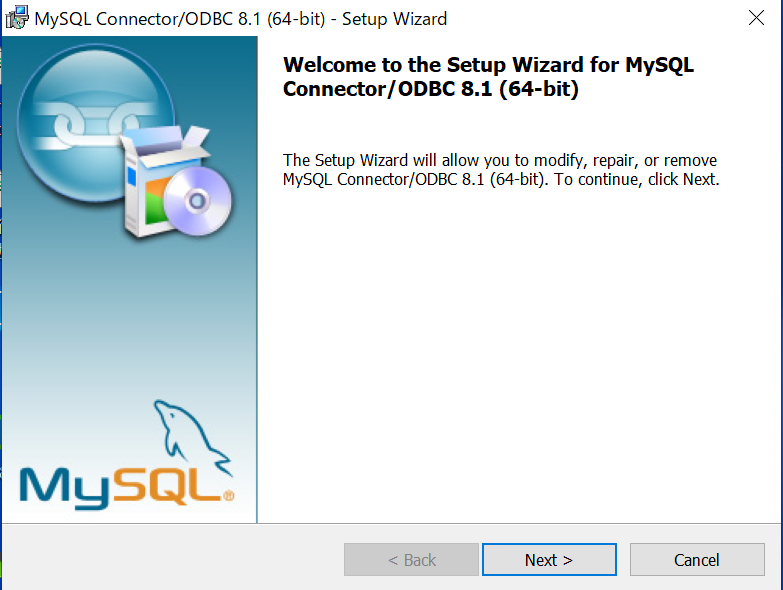 MySQL Connector/ODBC 8.1 (64-bit) - Setup Wizard
Welcome to the Setup Wizard for MySQL
Connector/ODBC 8.1 (64-bit)
The Setup Wizard will allow you to modify, repair, or remove
MySQL Connector/ODBC 8.1 (64-bit). To continue, click Next.
MySQL®
< Back
Next >
Cancel